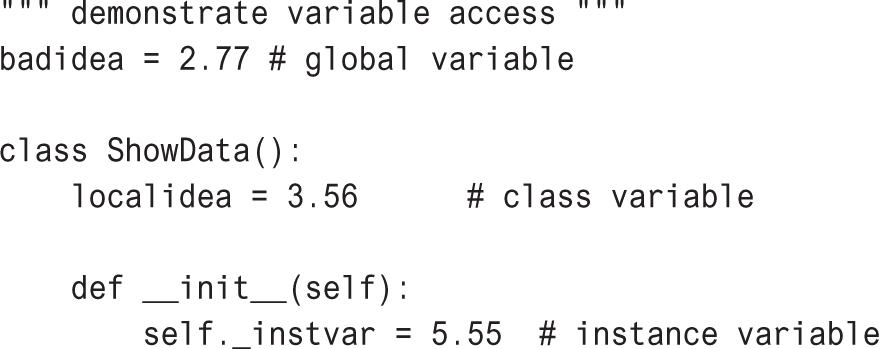 """ demonstrate variable access """
badidea = 2.77 # global variable
class ShowData():
    localidea = 3.56      # class variable
    def __init__(self):
        self._instvar = 5.55  # instance variable